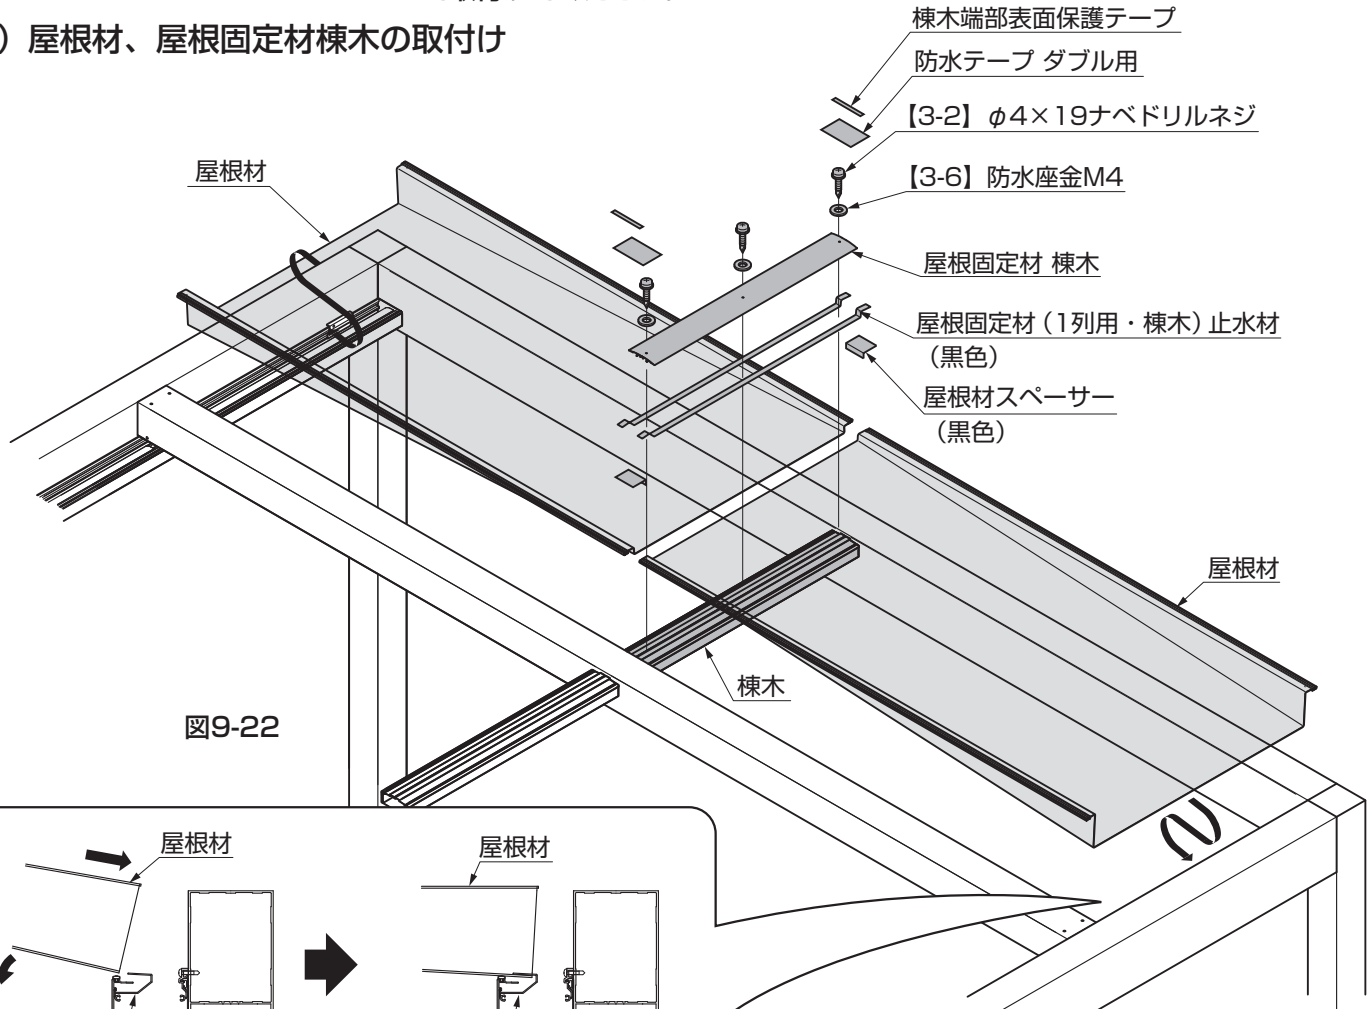 ）屋根材、屋根固定材棟木の取付け
棟木端部表面保護テープ
防水テープ ダブル用
【3-2】φ4×19ナベドリルネジ
【3-6】防水座金M4
屋根材
屋根固定材 棟木
屋根固定材（1列用・棟木）止水材
（黒色）
屋根材スペーサー
（黒色）
屋根材
棟木
図9-22
屋根材
屋根材